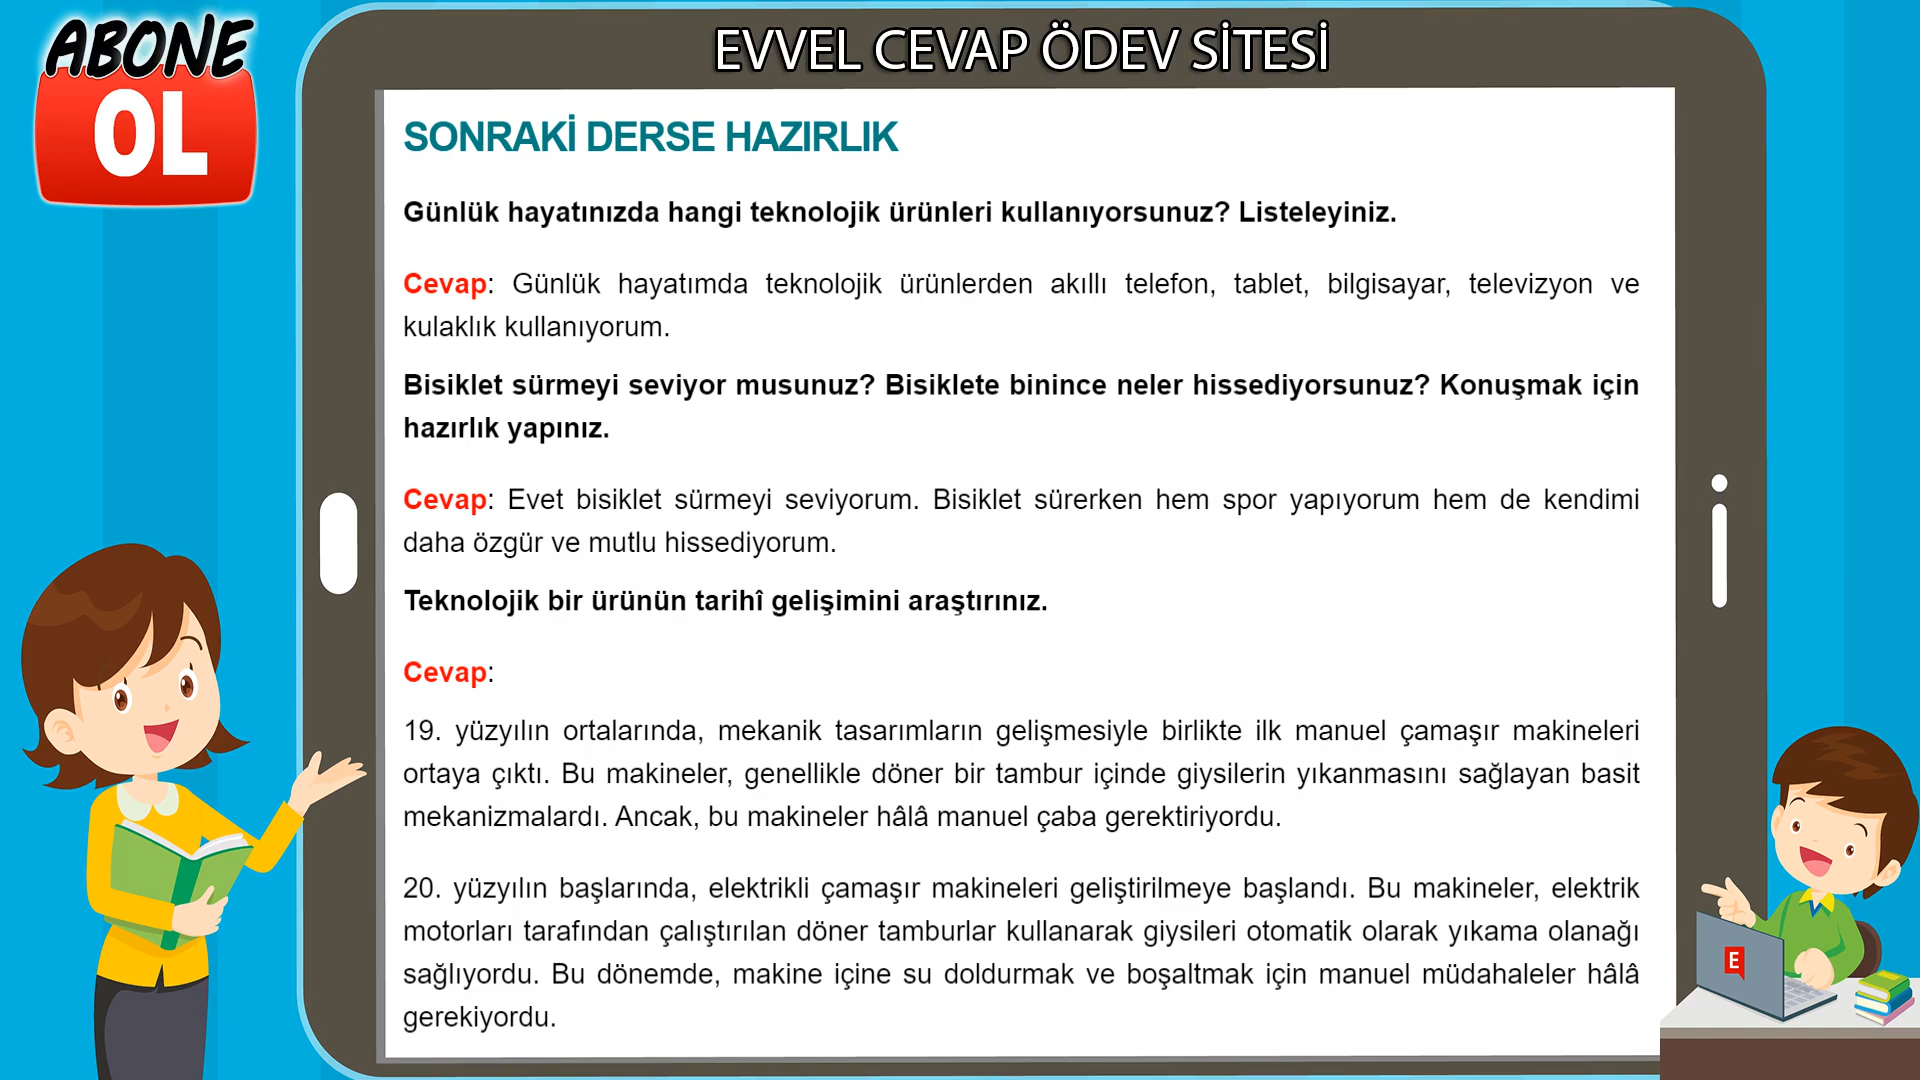 ABONE
OL
EVVEL CEVAP ÖDEV SİTESİ
SONRAKİ DERSE HAZIRLIK
Günlük hayatınızda hangi teknolojik ürünleri kullanıyorsunuz? Listeleyiniz.
Cevap: Günlük hayatımda teknolojik ürünlerden akıllı telefon, tablet, bilgisayar, televizyon ve
kulaklık kullanıyorum.
Bisiklet sürmeyi seviyor musunuz? Bisiklete binince neler hissediyorsunuz? Konuşmak için
hazırlık yapınız.
Cevap: Evet bisiklet sürmeyi seviyorum. Bisiklet sürerken hem spor yapıyorum hem de kendimi
daha özgür ve mutlu hissediyorum.
Teknolojik bir ürünün tarihî gelişimini araştırınız.
Cevap:
19. yüzyılın ortalarında, mekanik tasarımların gelişmesiyle birlikte ilk manuel çamaşır makineleri
ortaya çıktı. Bu makineler, genellikle döner bir tambur içinde giysilerin yıkanmasını sağlayan basit
mekanizmalardı. Ancak, bu makineler hâlâ manuel çaba gerektiriyordu.
20. yüzyılın başlarında, elektrikli çamaşır makineleri geliştirilmeye başlandı. Bu makineler, elektrik
motorları tarafından çalıştırılan döner tamburlar kullanarak giysileri otomatik olarak yıkama olanağı
sağlıyordu. Bu dönemde, makine içine su doldurmak ve boşaltmak için manuel müdahaleler hâlâ
gerekiyordu.
E